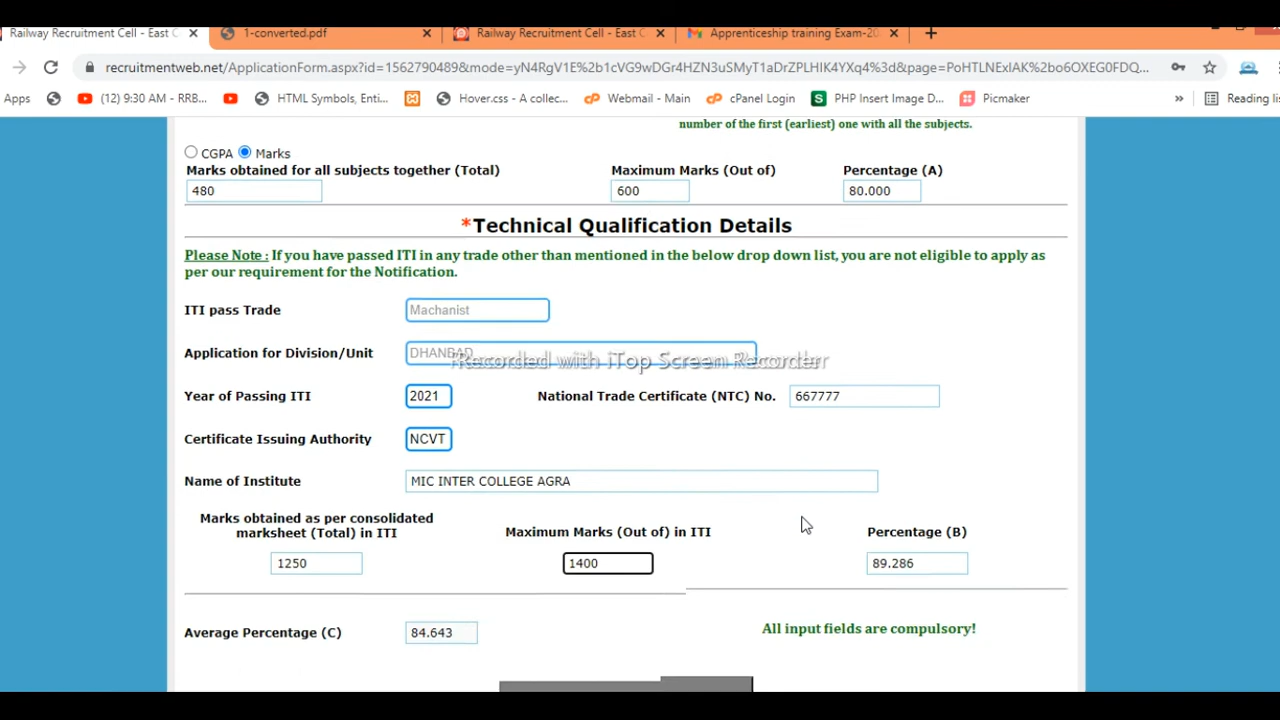 Railway Recruitment Cell - East C
1-converted.pdf
Railway Recruitment Cell - East C
Apprenticeship training Exam-20
recruitmentweb.net/ApplicationForm.aspx?id=1562790489&mode=yN4RgV1E%2b1cVG9wDGr4HZN3uSMyT1aDrZPLHIK4YXq4%3d&page=PoHTLNExIAK%2bo6OXEG0FDQ...
Apps
(12) 9:30 AM - RRB...
HTML Symbols, Enti...
Hover.css - A collec...
Webmail - Main
cPanel Login
PHP Insert Image D...
Picmaker
»
Reading lis
number of the first (earliest) one with all the subjects.
CGPA Marks
Marks obtained for all subjects together (Total) Maximum Marks (Out of) Percentage (A)
480 600 80.000
*Technical Qualification Details
Please Note : If you have passed ITI in any trade other than mentioned in the below drop down list, you are not eligible to apply as
per our requirement for the Notification.
ITI pass Trade Machanist
Application for Division/Unit DHANBAD
Recorded with iTop Screen Recorder
Year of Passing ITI 2021 National Trade Certificate (NTC) No. 667777
Certificate Issuing Authority NCVT
Name of Institute MIC INTER COLLEGE AGRA
Marks obtained as per consolidated
marksheet (Total) in ITI Maximum Marks (Out of) in ITI Percentage (B)
1250 1400 89.286
Average Percentage (C) 84.643 All input fields are compulsory!